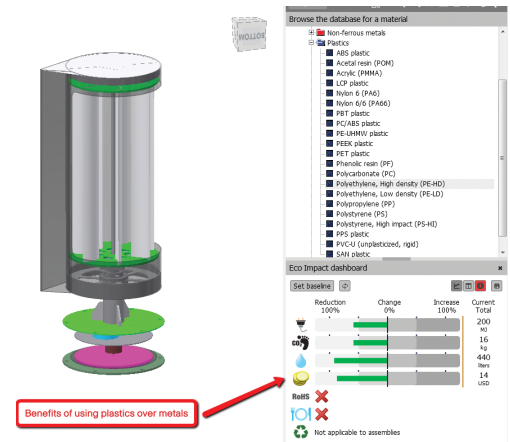 BOTTOM
Browse the database for a material
Non-ferrous metals
Plastics
ABS plastic
Acetal resin (POM)
Acrylic (PMMA)
LCP plastic
Nylon 6 (PA6)
Nylon 6/6 (PA66)
PBT plastic
PC/ABS plastic
PE-UHMW plastic
PEEK plastic
PET plastic
Phenolic resin (PF)
Polycarbonate (PC)
Polyethylene, High density (PE-HD)
Polyethylene, Low density (PE-LD)
Polypropylene (PP)
Polystyrene (PS)
Polystyrene, High impact (PS-HI)
PPS plastic
PVC-U (unplasticized, rigid)
SAN plastic
Eco Impact dashboard
Set baseline
Reduction Change Increase Current
100% 0% 100% Total
200
MJ
CO₂ 16
kg
440
liters
14
USD
RoHS
Not applicable to assemblies
Benefits of using plastics over metals